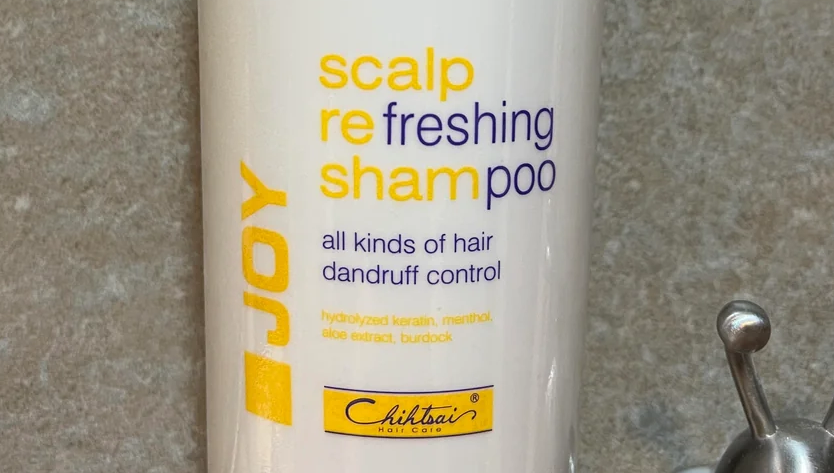 scalp
refreshing
shampoo
JOY
all kinds of hair
dandruff control
hydrolyzed keratin, menthol,
aloe extract, burdock
Chihtsai®
Hair Care